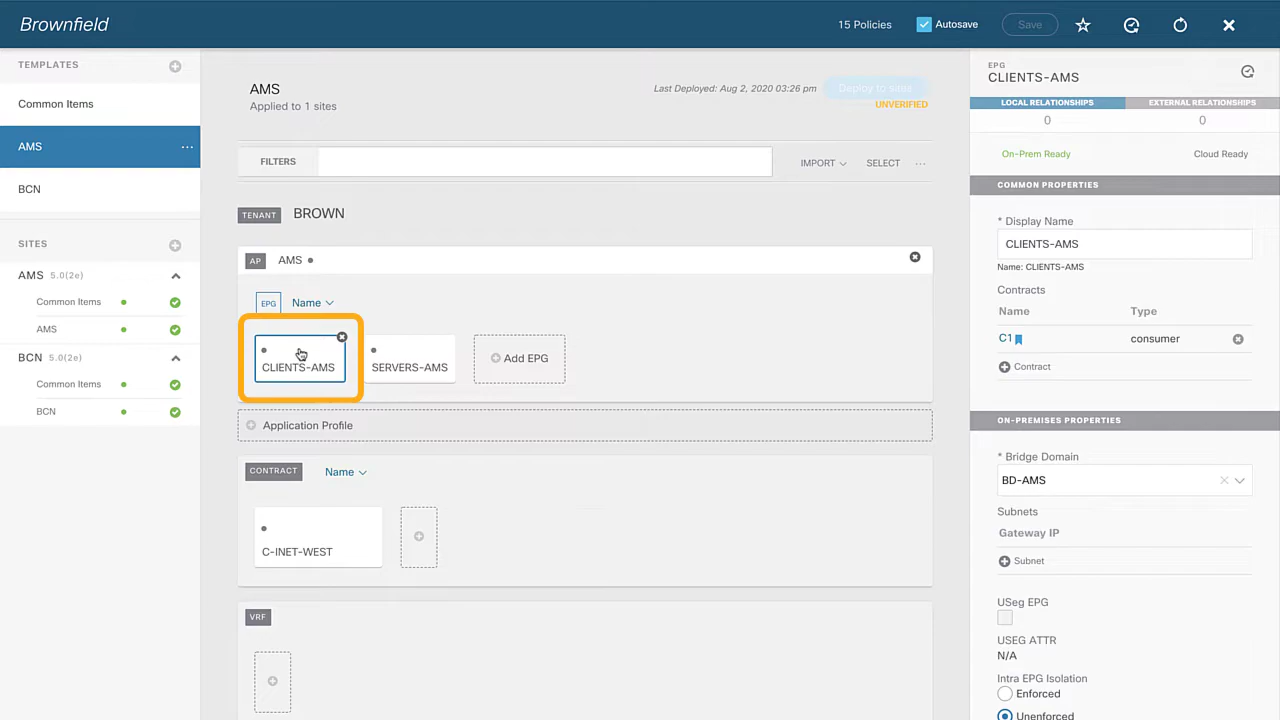 Brownfield
15 Policies
Autosave
Save
TEMPLATES
Common Items
AMS
BCN
SITES
AMS 5.0(2e)
Common Items
AMS
BCN 5.0(2e)
Common Items
BCN
AMS
Applied to 1 sites
Last Deployed: Aug 2, 2020 03:26 pm
Deploy to sites
UNVERIFIED
FILTERS
IMPORT
SELECT
TENANT BROWN
AP AMS
EPG Name
CLIENTS-AMS
SERVERS-AMS
Add EPG
Application Profile
CONTRACT Name
C-INET-WEST
VRF
EPG
CLIENTS-AMS
LOCAL RELATIONSHIPS
EXTERNAL RELATIONSHIPS
0
0
On-Prem Ready
Cloud Ready
COMMON PROPERTIES
* Display Name
CLIENTS-AMS
Name: CLIENTS-AMS
Contracts
Name Type
C1 consumer
Contract
ON-PREMISES PROPERTIES
* Bridge Domain
BD-AMS
Subnets
Gateway IP
Subnet
USeg EPG
USEG ATTR
N/A
Intra EPG Isolation
Enforced
Unenforced